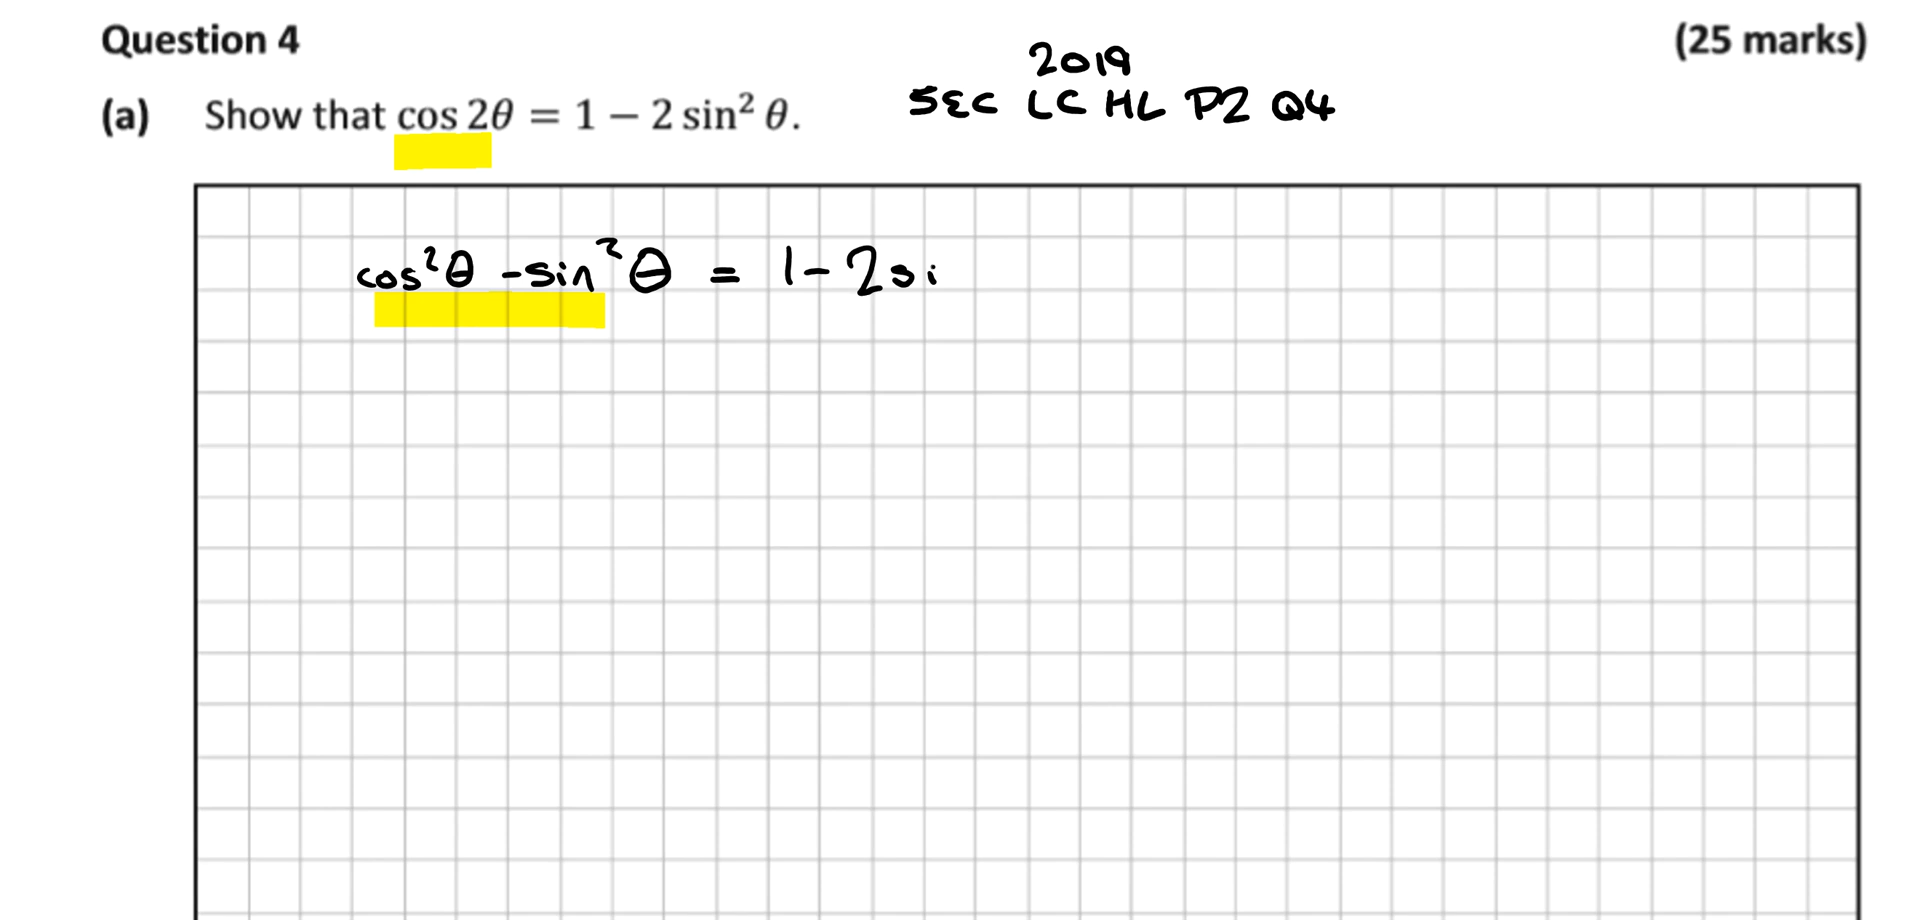 Question 4
(25 marks)
2019
(a) Show that cos 2θ = 1 − 2 sin² θ.
SEC LC HL P2 Q4
cos²θ - sin²θ = 1 - 2 si